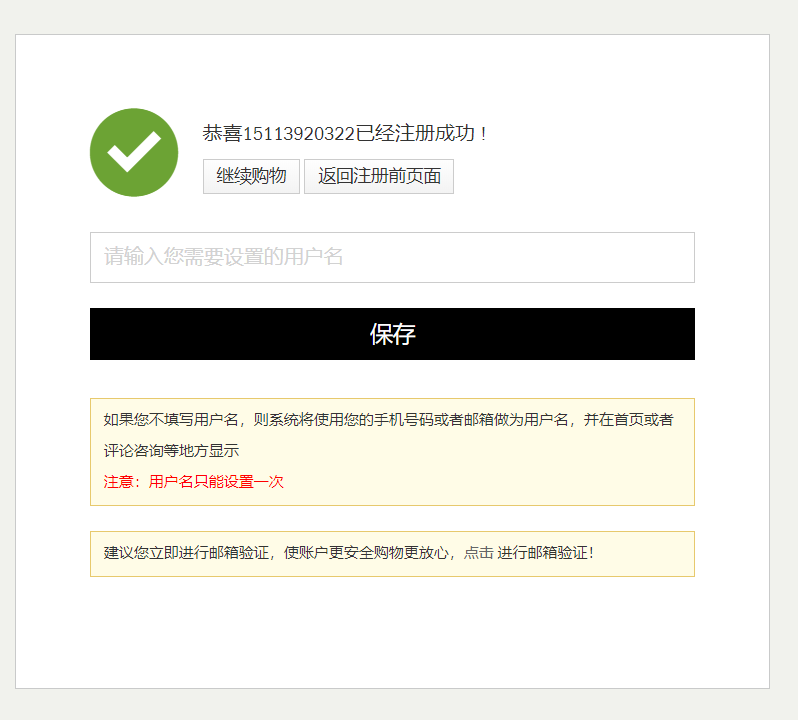 恭喜15113920322已经注册成功！
继续购物 返回注册前页面
请输入您需要设置的用户名
保存
如果您不填写用户名，则系统将使用您的手机号码或者邮箱做为用户名，并在首页或者
评论咨询等地方显示
注意：用户名只能设置一次
建议您立即进行邮箱验证，使账户更安全购物更放心，点击 进行邮箱验证！